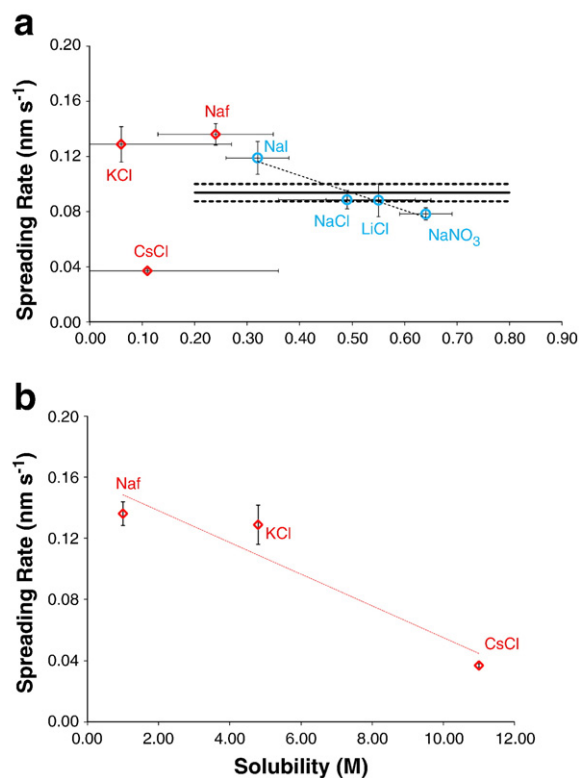 a
Spreading Rate (nm s⁻¹)
0.20
0.16
0.12
0.08
0.04
0.00
Naf
KCl
NaI
NaCl
LiCl
NaNO₃
CsCl
0.00 0.10 0.20 0.30 0.40 0.50 0.60 0.70 0.80 0.90
b
Spreading Rate (nm s⁻¹)
0.20
0.16
0.12
0.08
0.04
0.00
Naf
KCl
CsCl
0.00 2.00 4.00 6.00 8.00 10.00 12.00
Solubility (M)